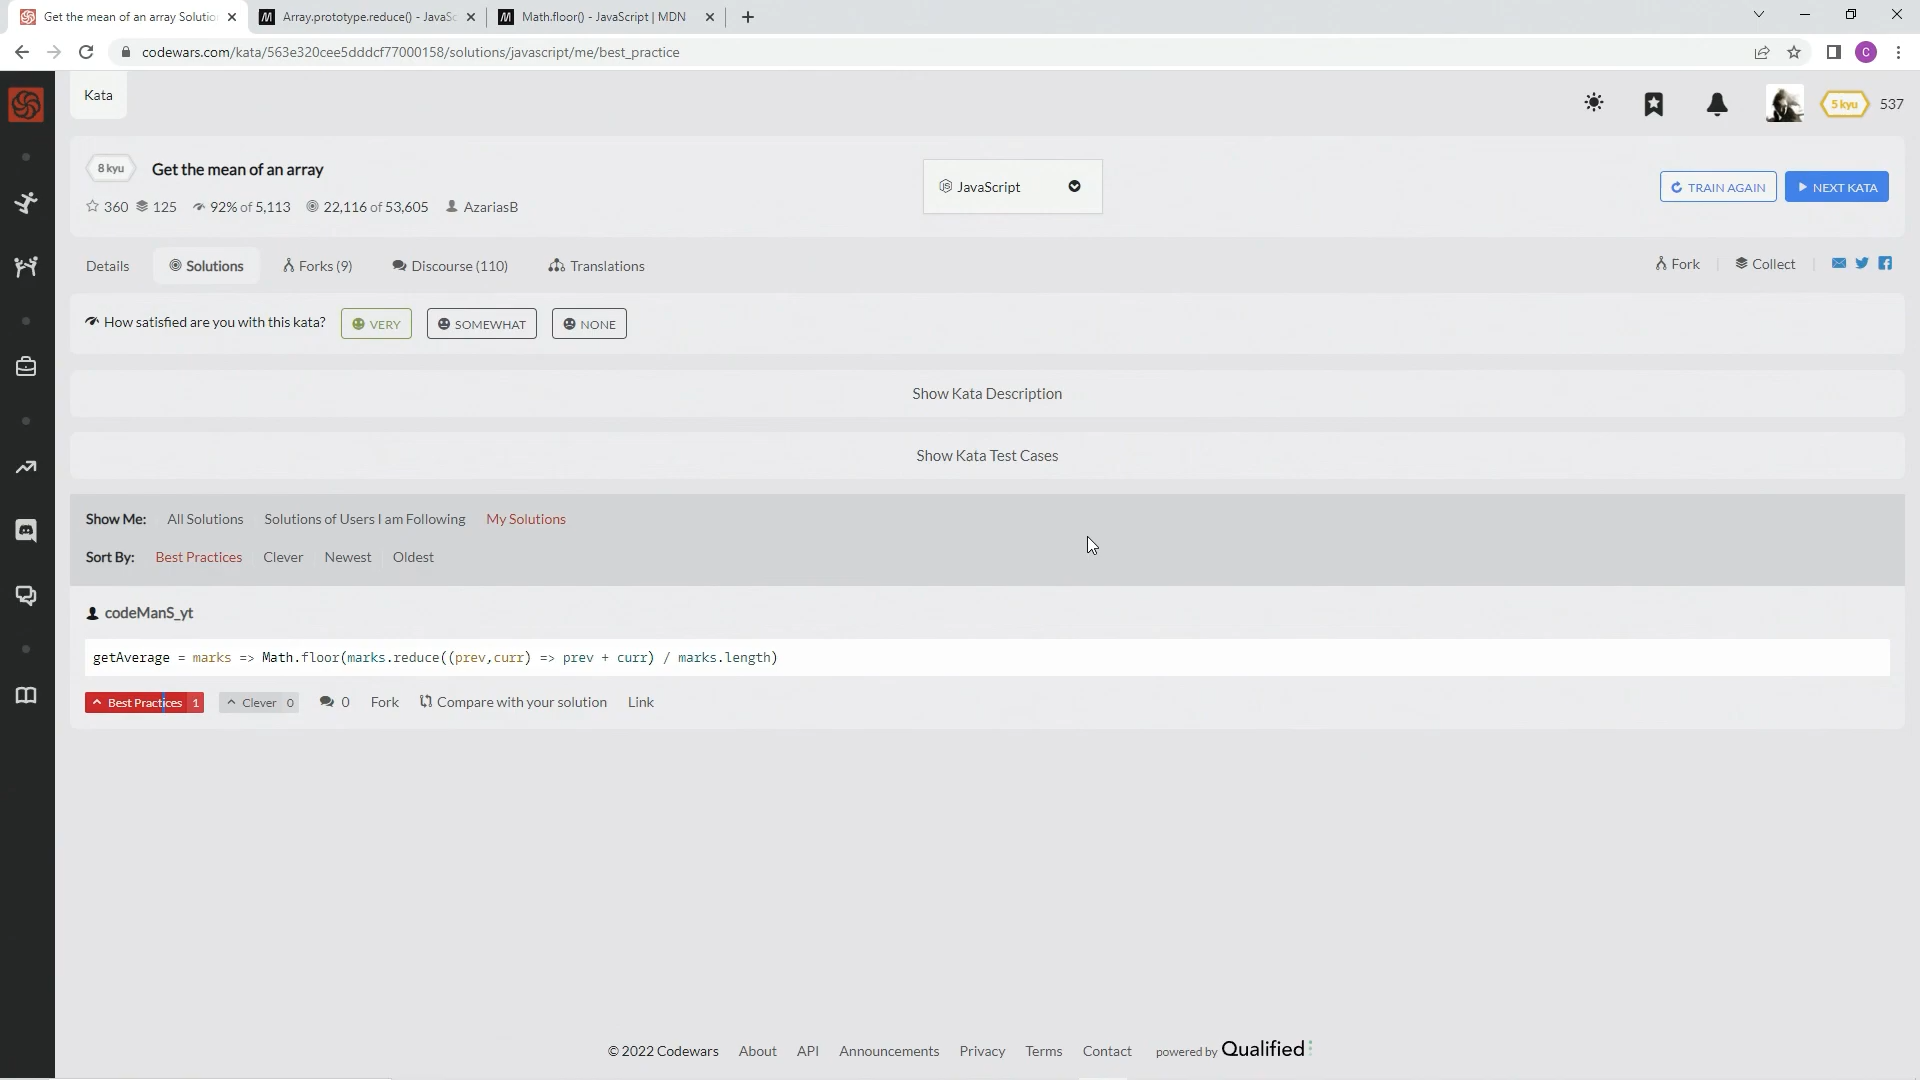 Get the mean of an array Solution
Array.prototype.reduce() - JavaSc
Math.floor() - JavaScript | MDN
codewars.com/kata/563e320cee5dddcf77000158/solutions/javascript/me/best_practice
C
Kata
5 kyu
537
8 kyu
Get the mean of an array
JavaScript
TRAIN AGAIN
NEXT KATA
360
125
92% of 5,113
22,116 of 53,605
AzariasB
Details
Solutions
Forks (9)
Discourse (110)
Translations
Fork
Collect
How satisfied are you with this kata?
VERY
SOMEWHAT
NONE
Show Kata Description
Show Kata Test Cases
Show Me:
All Solutions
Solutions of Users I am Following
My Solutions
Sort By:
Best Practices
Clever
Newest
Oldest
codeManS_yt
getAverage = marks => Math.floor(marks.reduce((prev,curr) => prev + curr) / marks.length)
Best Practices 1
Clever 0
0
Fork
Compare with your solution
Link
© 2022 Codewars
About
API
Announcements
Privacy
Terms
Contact
powered by Qualified